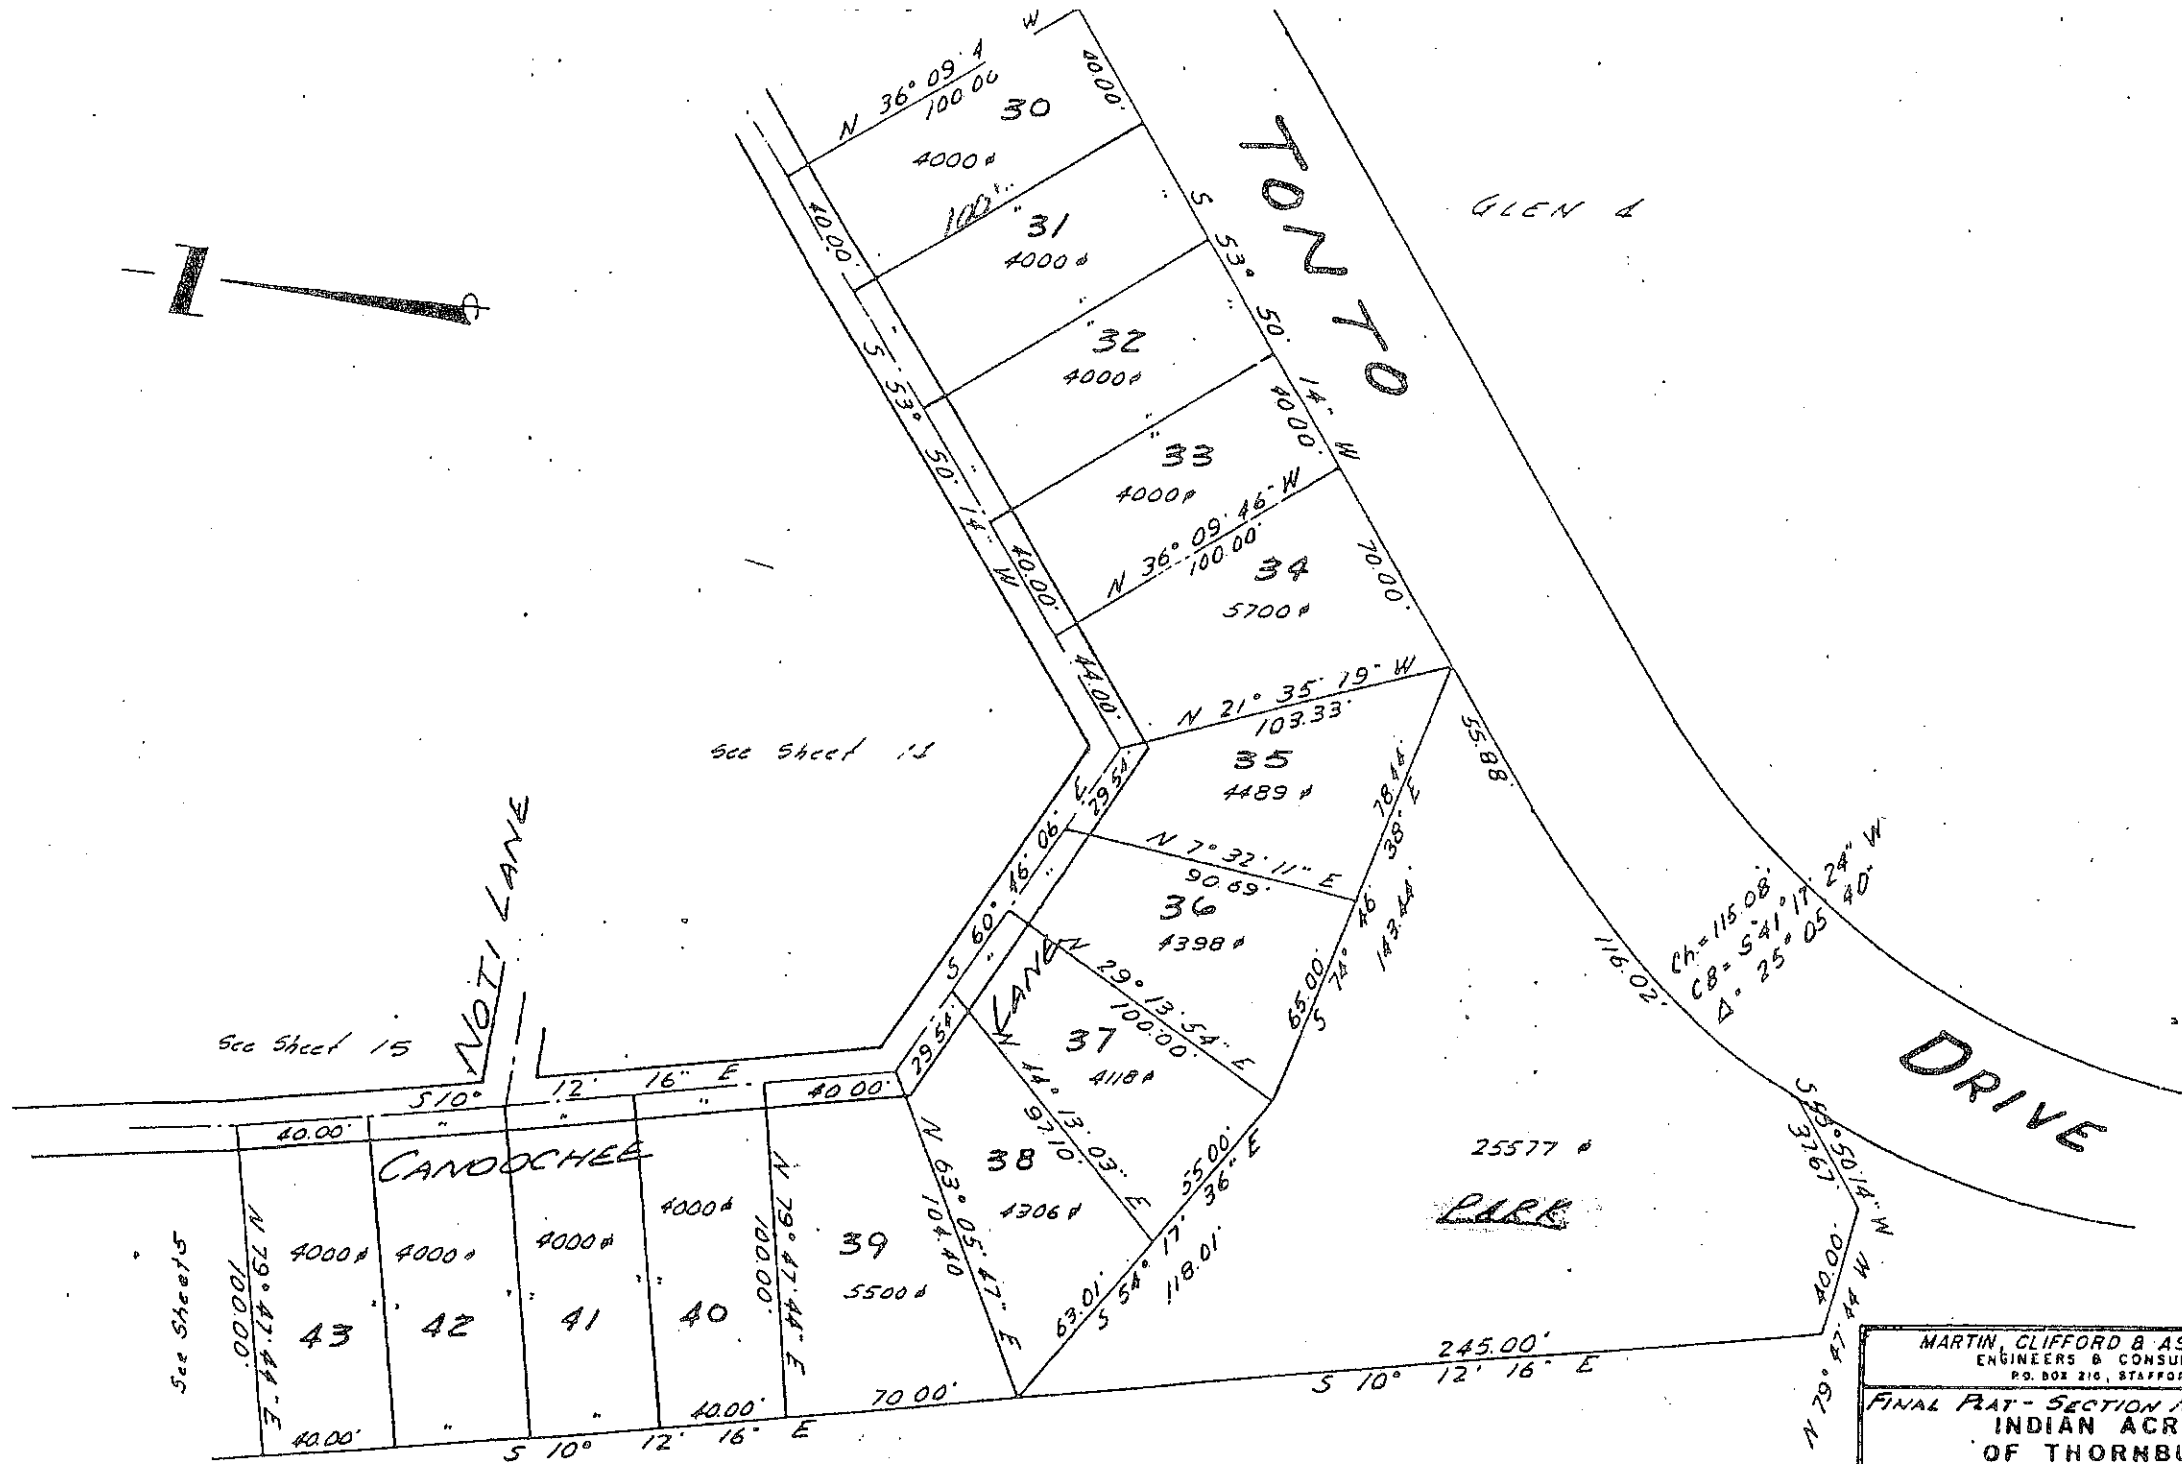 W
N 36° 09' 4
100.00
30
4000
40.00'
100'
31
4000
40.00'
32
4000
33
4000
S 53° 50' 14" W
40.00'
S 53° 50' 14" W
40.00'
N 36° 09' 46" W
100.00'
34
5700
70.00'
44.00'
N 21° 35' 19" W
103.33'
TONTO
DRIVE
GLEN
35
4489
78.44'
55.88'
29.54'
N 7° 32' 11" E
90.69'
36
4398
65.00'
S 74° 46' 38" E
143.44'
S 60° 46' 06" E
LANE
N 29° 13' 54" E
100.00'
37
4118
29.54'
N 44° 13' 03" E
97.10'
38
4306
55.00'
63.01'
S 54° 17' 36" E
118.01'
N 63° 05' 47" E
104.40
See Sheet
See Sheet 15
NOTI LANE
S 10° 12' 16" E
40.00'
40.00'
CANOOCHEE
See Sheet 5
N 79° 47' 44" E
100.00'
4000
43
4000
42
4000
41
4000
40
N 79° 47' 44" E
100.00'
39
5500
40.00'
40.00'
70.00'
S 10° 12' 16" E
116.02'
Ch = 115.08'
CB = S 41° 17' 24" W
Δ = 25° 05' 40"
25577
PARK
S 53° 50' 14" W
37.67'
40.00'
N 79° 47' 44" W
245.00'
S 10° 12' 16" E
MARTIN, CLIFFORD & AS
ENGINEERS & CONSU
P.O. BOX 216, STAFFO
FINAL PLAT - SECTION
INDIAN ACR
OF THORNBU